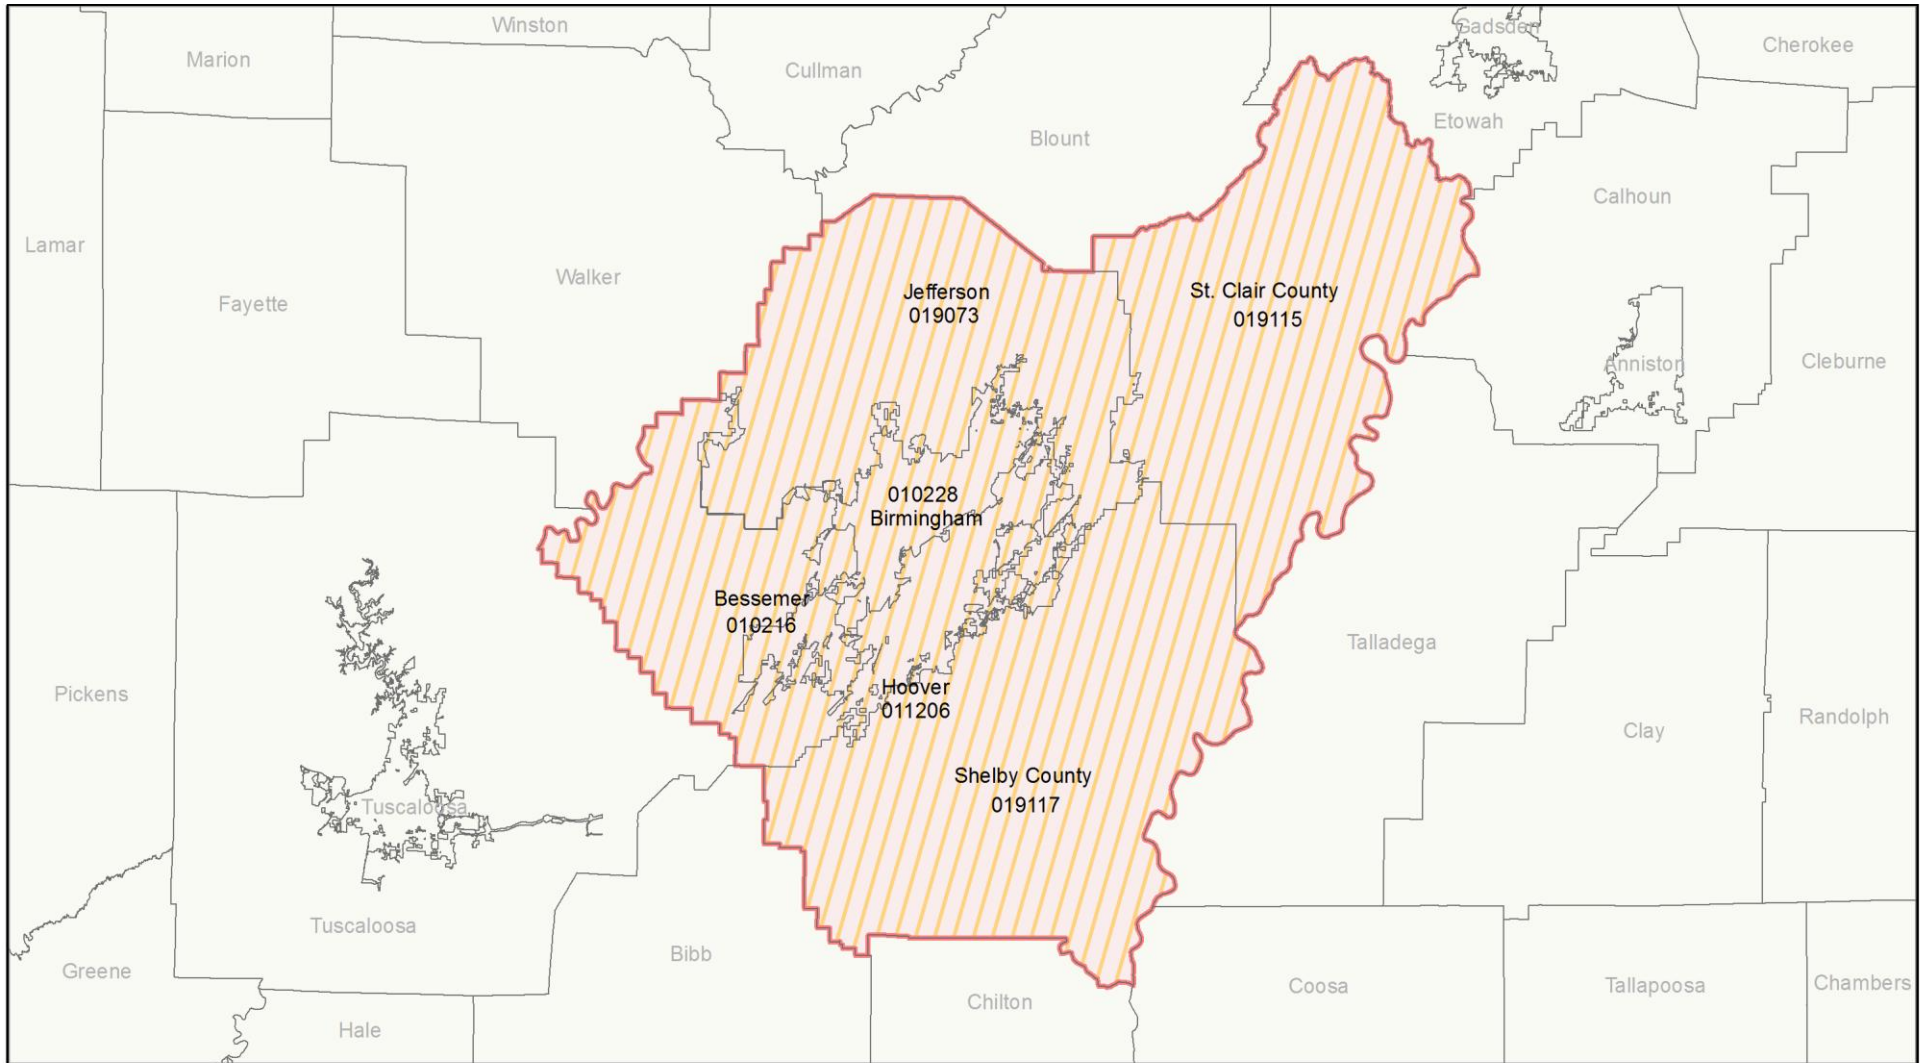 Winston
Gadsden
Marion
Cullman
Cherokee
Blount
Etowah
Calhoun
Lamar
Walker
Fayette
Jefferson
019073
St. Clair County
019115
Anniston
Cleburne
010228
Birmingham
Bessemer
010216
Talladega
Pickens
Hoover
011206
Randolph
Clay
Shelby County
019117
Tuscaloosa
Tuscaloosa
Bibb
Greene
Chilton
Coosa
Tallapoosa
Chambers
Hale